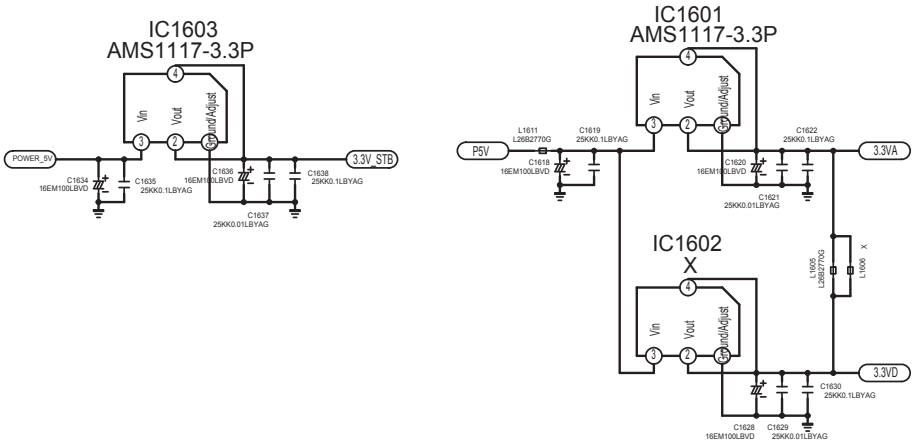 IC1603
AMS1117-3.3P
4
Vin
Vout
Ground/Adjust
3
2
POWER_5V
3.3V_STB
C1634
16EM100LBVD
C1635
25KK0.1LBYAG
C1636
16EM100LBVD
C1638
25KK0.1LBYAG
C1637
25KK0.01LBYAG
IC1601
AMS1117-3.3P
4
Vin
Vout
Ground/Adjust
3
2
P5V
L1611
L26B2770G
C1619
25KK0.1LBYAG
C1618
16EM100LBVD
C1622
25KK0.1LBYAG
C1620
16EM100LBVD
C1621
25KK0.01LBYAG
3.3VA
IC1602
X
4
Vin
Vout
Ground/Adjust
3
2
L1605
L26B2770G
L1606
X
3.3VD
C1630
25KK0.1LBYAG
C1628
16EM100LBVD
C1629
25KK0.01LBYAG